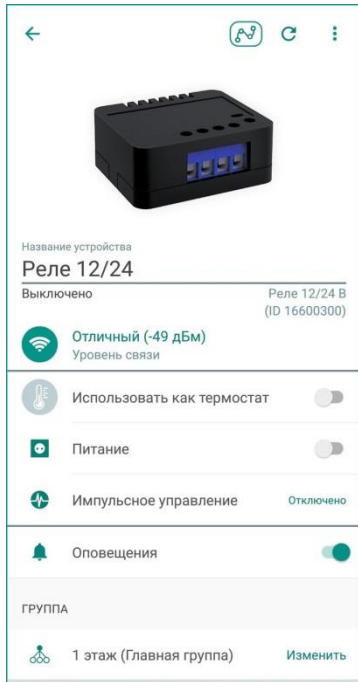 Название устройства
Реле 12/24
Выключено
Реле 12/24 В
(ID 16600300)
Отличный (-49 дБм)
Уровень связи
Использовать как термостат
Питание
Импульсное управление
Отключено
Оповещения
ГРУППА
1 этаж (Главная группа)
Изменить